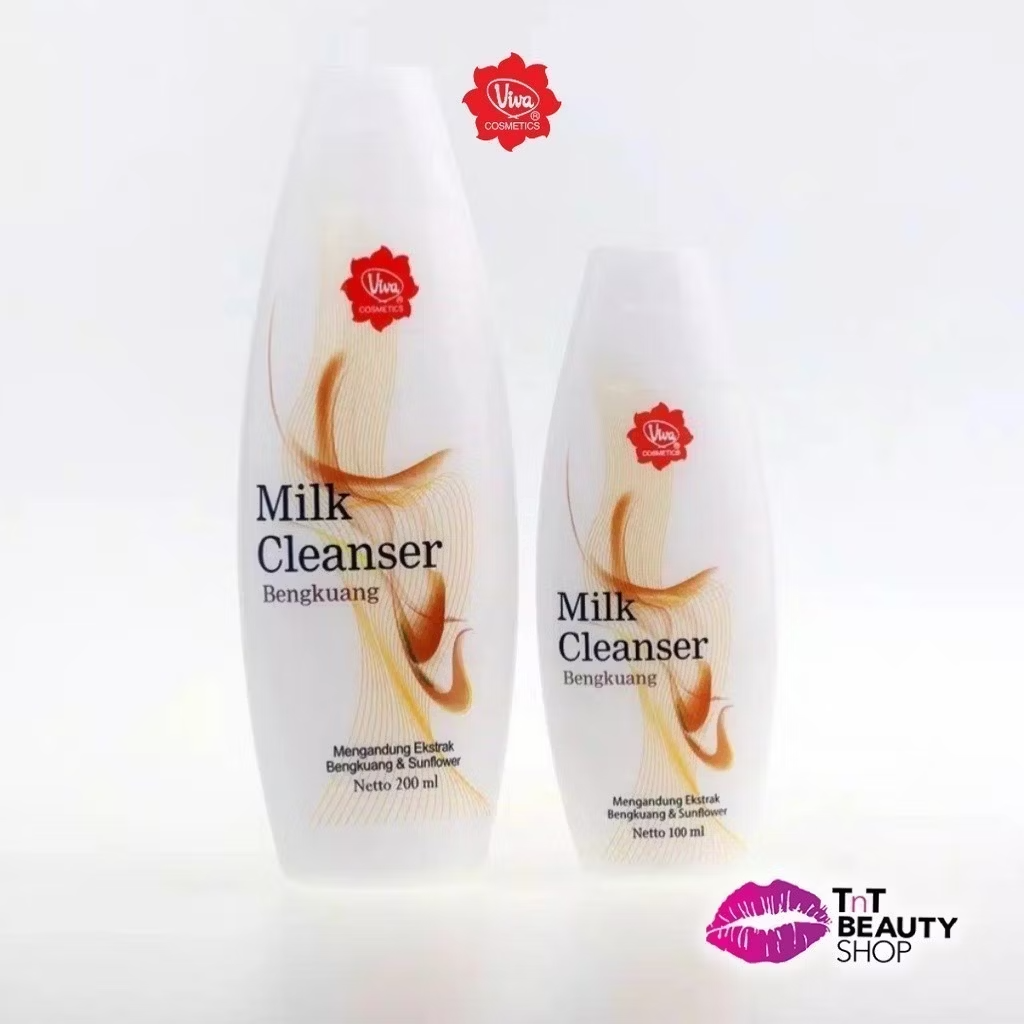 Viva
COSMETICS
Viva
COSMETICS
Milk
Cleanser
Bengkuang
Mengandung Ekstrak
Bengkuang & Sunflower
Netto 200 ml
Viva
COSMETICS
Milk
Cleanser
Bengkuang
Mengandung Ekstrak
Bengkuang & Sunflower
Netto 100 ml
TnT
BEAUTY
SHOP